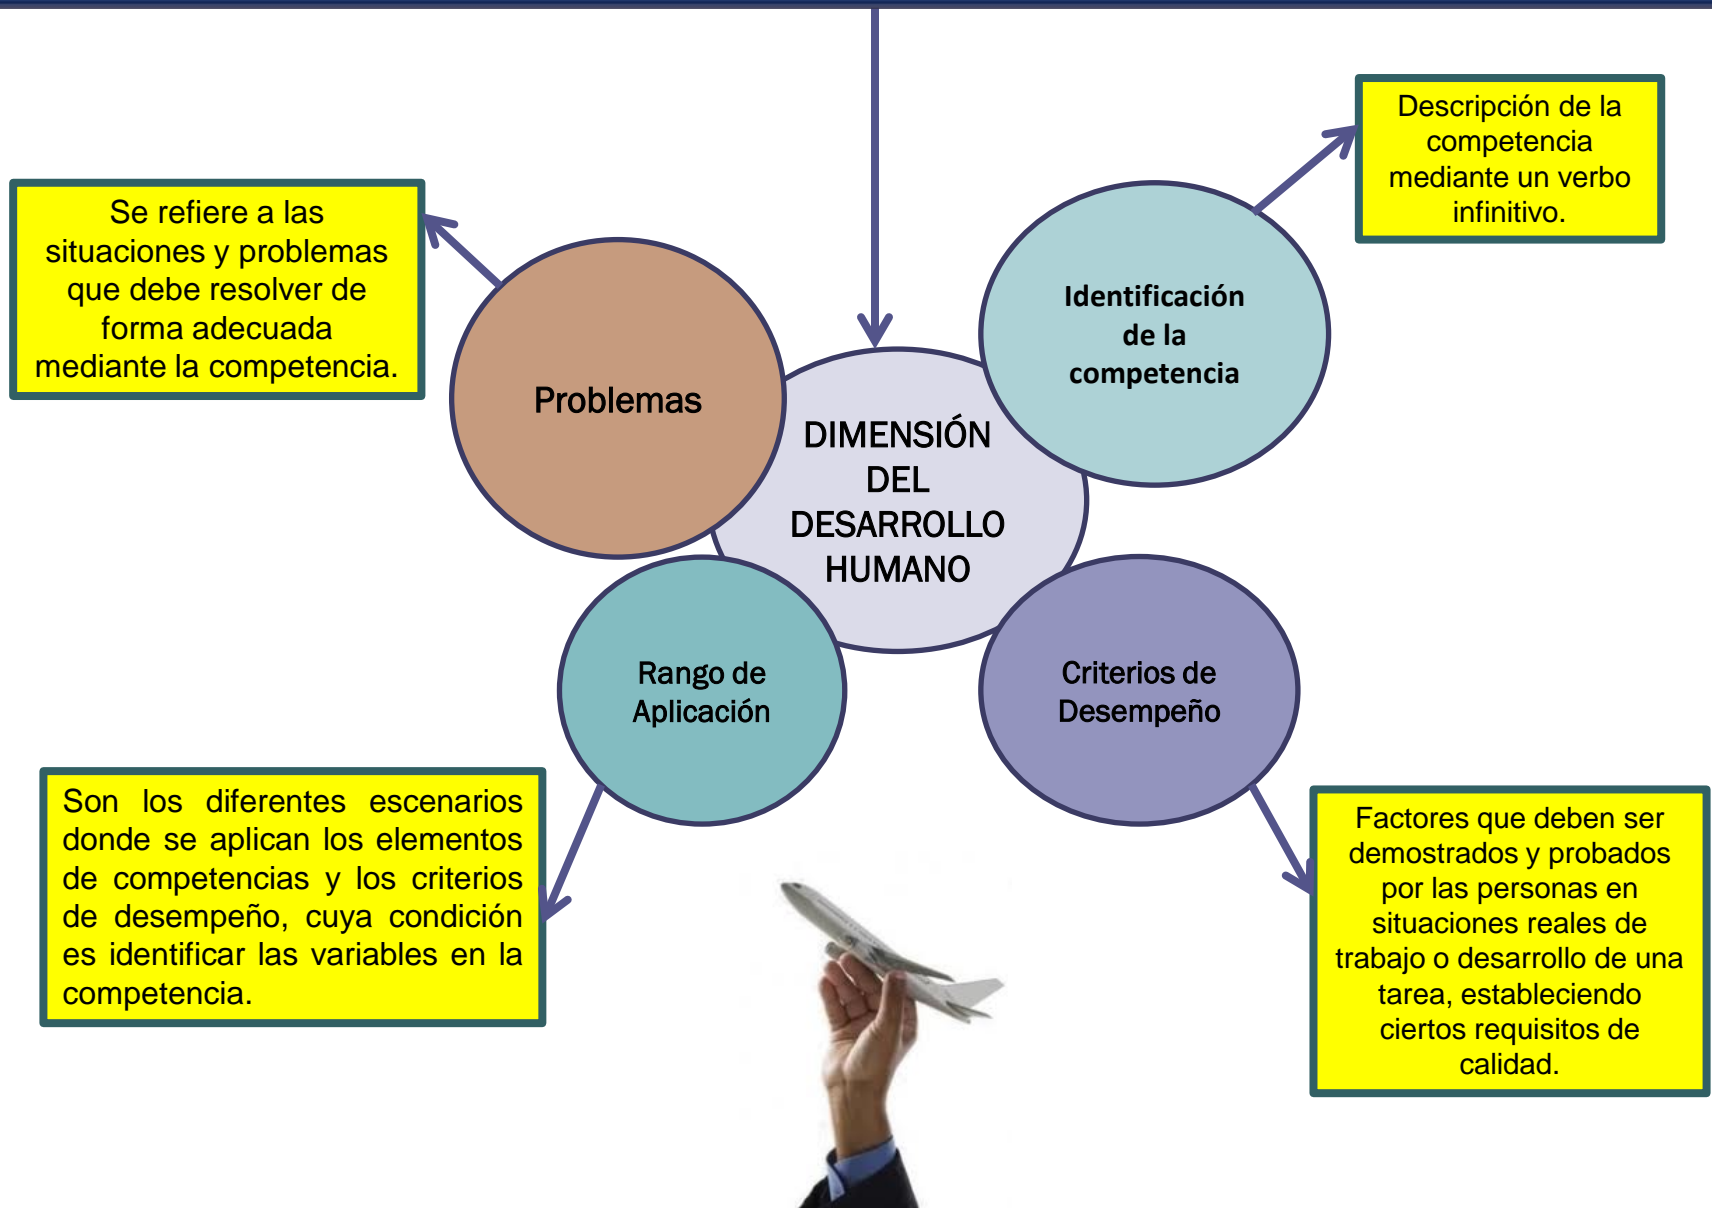 Descripción de la
competencia
mediante un verbo
infinitivo.
Se refiere a las
situaciones y problemas
que debe resolver de
forma adecuada
mediante la competencia.
Identificación
de la
competencia
Problemas
DIMENSIÓN
DEL
DESARROLLO
HUMANO
Rango de
Aplicación
Criterios de
Desempeño
Son los diferentes escenarios
donde se aplican los elementos
de competencias y los criterios
de desempeño, cuya condición
es identificar las variables en la
competencia.
Factores que deben ser
demostrados y probados
por las personas en
situaciones reales de
trabajo o desarrollo de una
tarea, estableciendo
ciertos requisitos de
calidad.